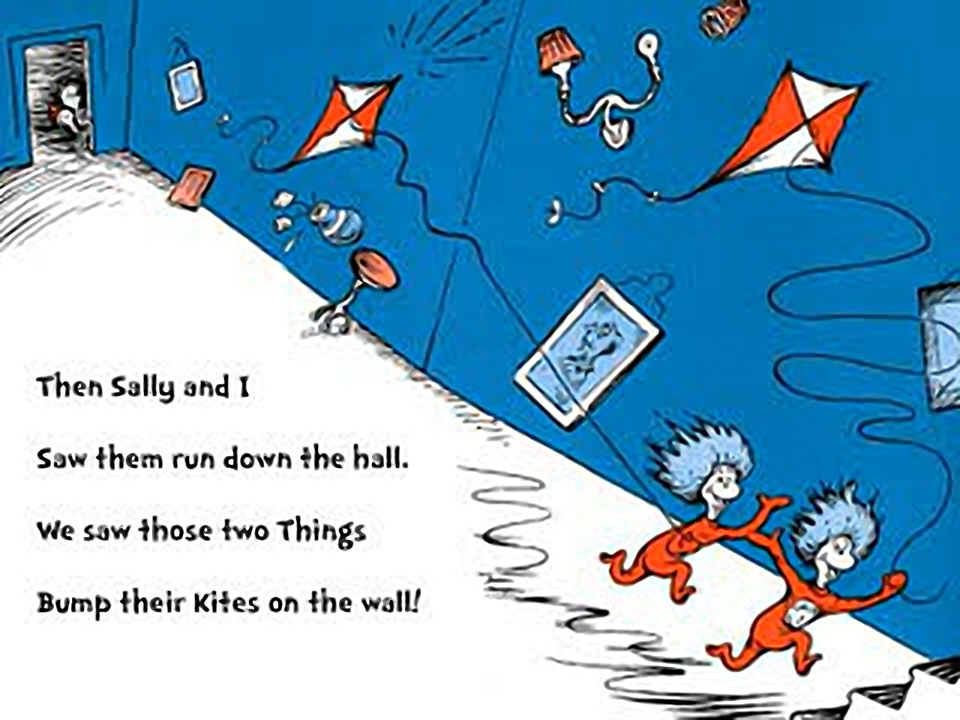 Then Sally and I
Saw them run down the hall.
We saw those two Things
Bump their Kites on the wall!